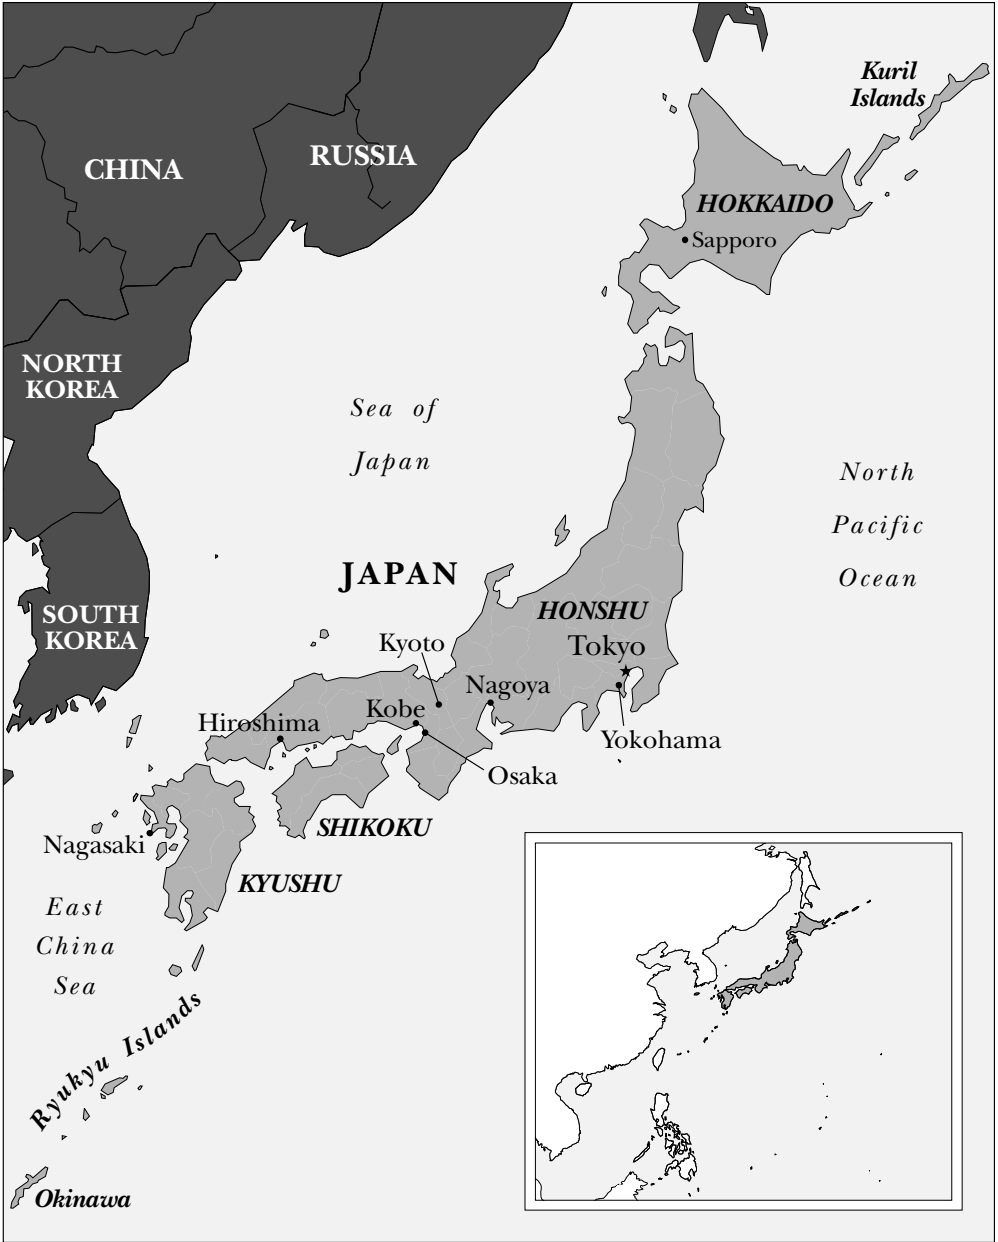 Kuril
Islands
RUSSIA
CHINA
HOKKAIDO
Sapporo
NORTH
KOREA
Sea of
Japan
North
Pacific
Ocean
JAPAN
HONSHU
SOUTH
KOREA
Kyoto
Tokyo
Nagoya
Kobe
Hiroshima
Yokohama
Osaka
SHIKOKU
Nagasaki
KYUSHU
East
China
Sea
Ryukyu Islands
Okinawa